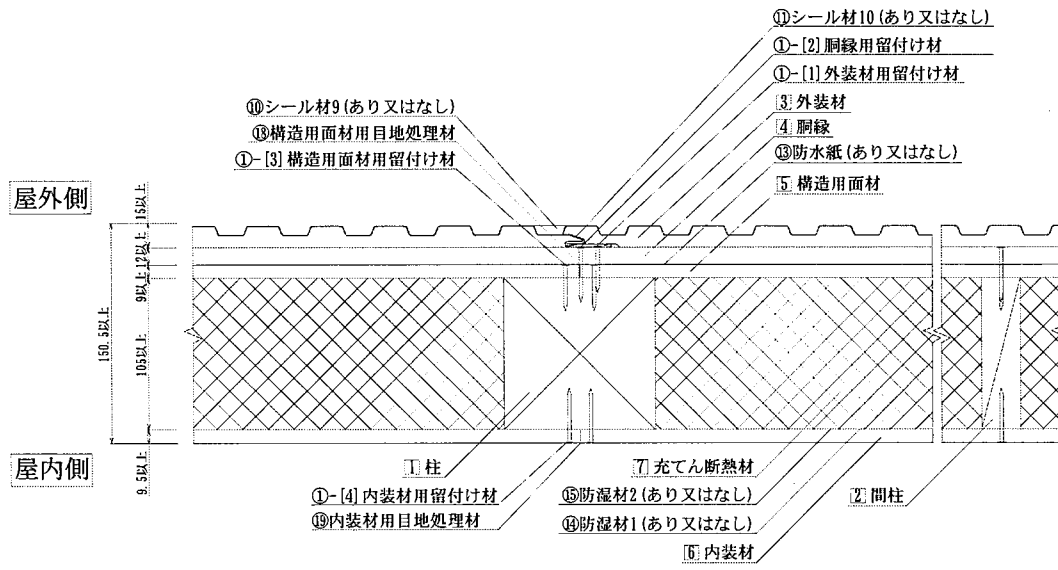 ⑪シール材10(あり又はなし)
①-[2]胴縁用留付け材
①-[1]外装材用留付け材
③外装材
④胴縁
⑬防水紙(あり又はなし)
⑤構造用面材
⑩シール材9(あり又はなし)
⑱構造用面材用目地処理材
①-[3]構造用面材用留付け材
屋外側
15以上
12以上
9以上
105以上
150.5以上
9.5以上
屋内側
1柱
①-[4]内装材用留付け材
⑲内装材用目地処理材
7充てん断熱材
⑮防湿材2(あり又はなし)
⑭防湿材1(あり又はなし)
6内装材
2間柱